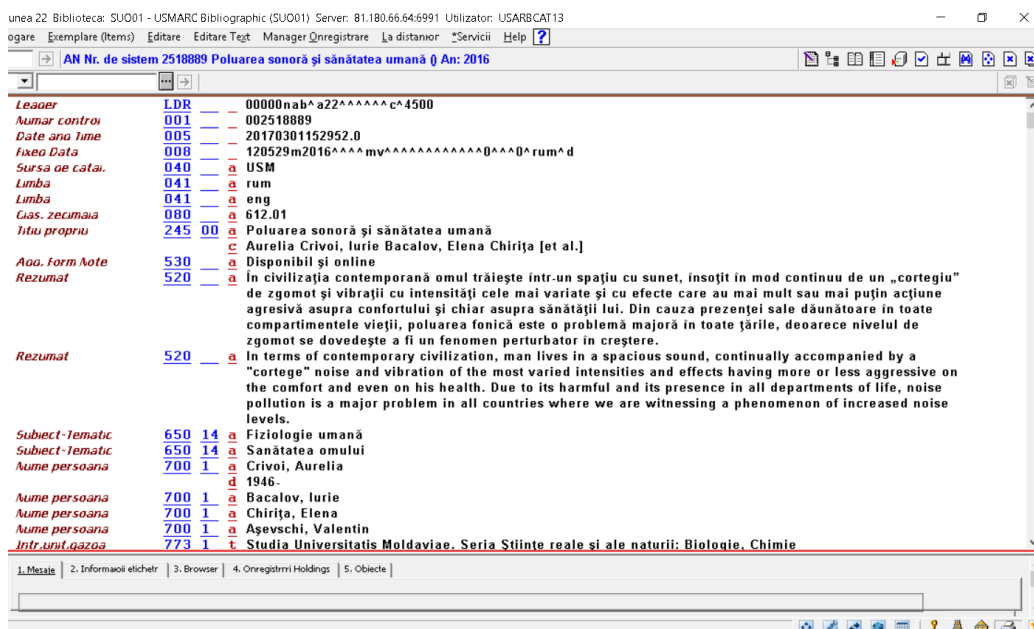 unea 22 Biblioteca: SUO01 - USMARC Bibliographic (SUO01) Server: 81.180.66.64:6991 Utilizator: USARBCAT13
ogare Exemplare (Items) Editare Editare Text Manager Onregistrare La distanюr *Servicii Help ?
AN Nr. de sistem 2518889 Poluarea sonoră şi sănătatea umană () An: 2016
Leader LDR 00000nab^a22^^^^^^c^4500
Numar control 001 002518889
Date and Time 005 20170301152952.0
Fixed Data 008 120529m2016^^^^mv^^^^^^^^^^^^0^^^0^rum^d
Sursa de catal. 040 a USM
Limba 041 a rum
Limba 041 a eng
Clas. zecimala 080 a 612.01
Titlu propriu 245 00 a Poluarea sonoră şi sănătatea umană
c Aurelia Crivoi, Iurie Bacalov, Elena Chiriţa [et al.]
Add. Form Note 530 a Disponibil şi online
Rezumat 520 a În civilizaţia contemporană omul trăieşte într-un spaţiu cu sunet, însoţit în mod continuu de un „cortegiu”
de zgomot şi vibraţii cu intensităţi cele mai variate şi cu efecte care au mai mult sau mai puţin acţiune
agresivă asupra confortului şi chiar asupra sănătăţii lui. Din cauza prezenţei sale dăunătoare în toate
compartimentele vieţii, poluarea fonică este o problemă majoră în toate ţările, deoarece nivelul de
zgomot se dovedeşte a fi un fenomen perturbator în creştere.
Rezumat 520 a In terms of contemporary civilization, man lives in a spacious sound, continually accompanied by a
"cortege" noise and vibration of the most varied intensities and effects having more or less aggressive on
the comfort and even on his health. Due to its harmful and its presence in all departments of life, noise
pollution is a major problem in all countries where we are witnessing a phenomenon of increased noise
levels.
Subiect-Tematic 650 14 a Fiziologie umană
Subiect-Tematic 650 14 a Sanătatea omului
Nume persoana 700 1 a Crivoi, Aurelia
d 1946-
Nume persoana 700 1 a Bacalov, Iurie
Nume persoana 700 1 a Chiriţa, Elena
Nume persoana 700 1 a Aşevschi, Valentin
Intr.unit.gazda 773 1 t Studia Universitatis Moldaviae. Seria Ştiinţe reale şi ale naturii: Biologie, Chimie
1. Mesaje 2. Informaюii etichetг 3. Browser 4. Onregistrгri Holdings 5. Obiecte